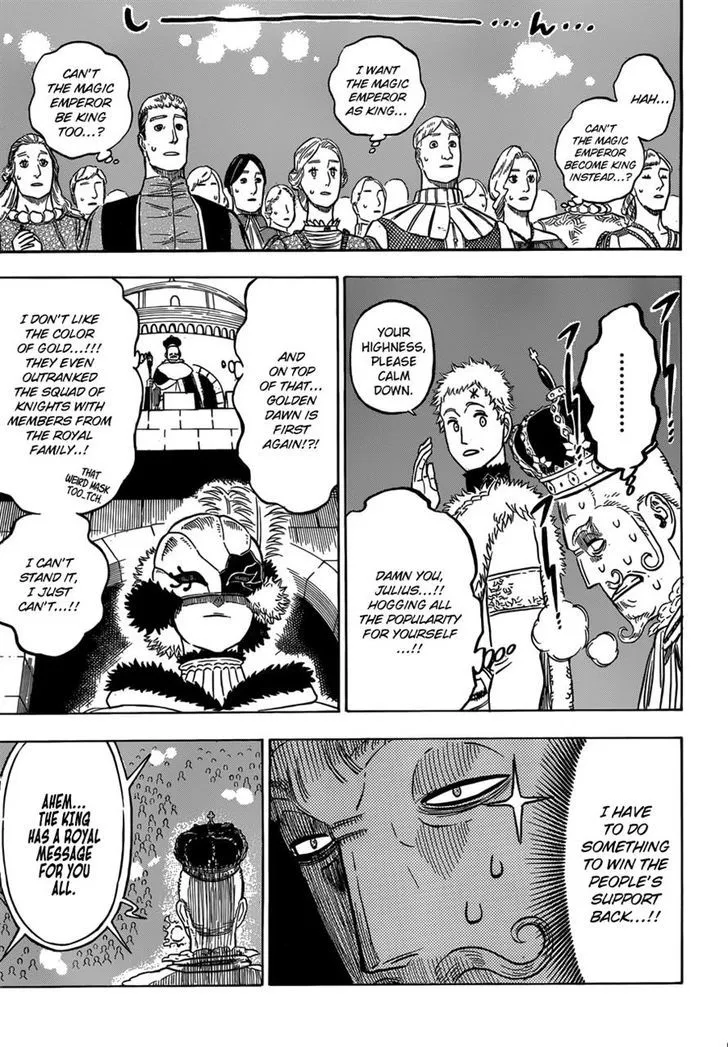 し
…ん…
HAH...
CAN'T
THE MAGIC
EMPEROR
BECOME KING
INSTEAD...?
I WANT
THE MAGIC
EMPEROR
AS KING...
CAN'T
THE MAGIC
EMPEROR
BE KING
TOO...?
........
YOUR
HIGHNESS,
PLEASE
CALM
DOWN.
DAMN YOU,
JULIUS...!!
HOGGING ALL
THE POPULARITY
FOR YOURSELF
...!!
AND
ON TOP
OF THAT...
GOLDEN
DAWN IS
FIRST
AGAIN!?!
I DON'T LIKE
THE COLOR
OF GOLD...!!!
THEY EVEN
OUTRANKED
THE SQUAD OF
KNIGHTS WITH
MEMBERS FROM
THE ROYAL
FAMILY..!
THAT
WEIRD MASK
TOO..TCH.
I CAN'T
STAND IT,
I JUST
CAN'T...!!
I HAVE
TO DO
SOMETHING
TO WIN THE
PEOPLE'S
SUPPORT
BACK...!!
AHEM...
THE KING
HAS A ROYAL
MESSAGE
FOR YOU
ALL.